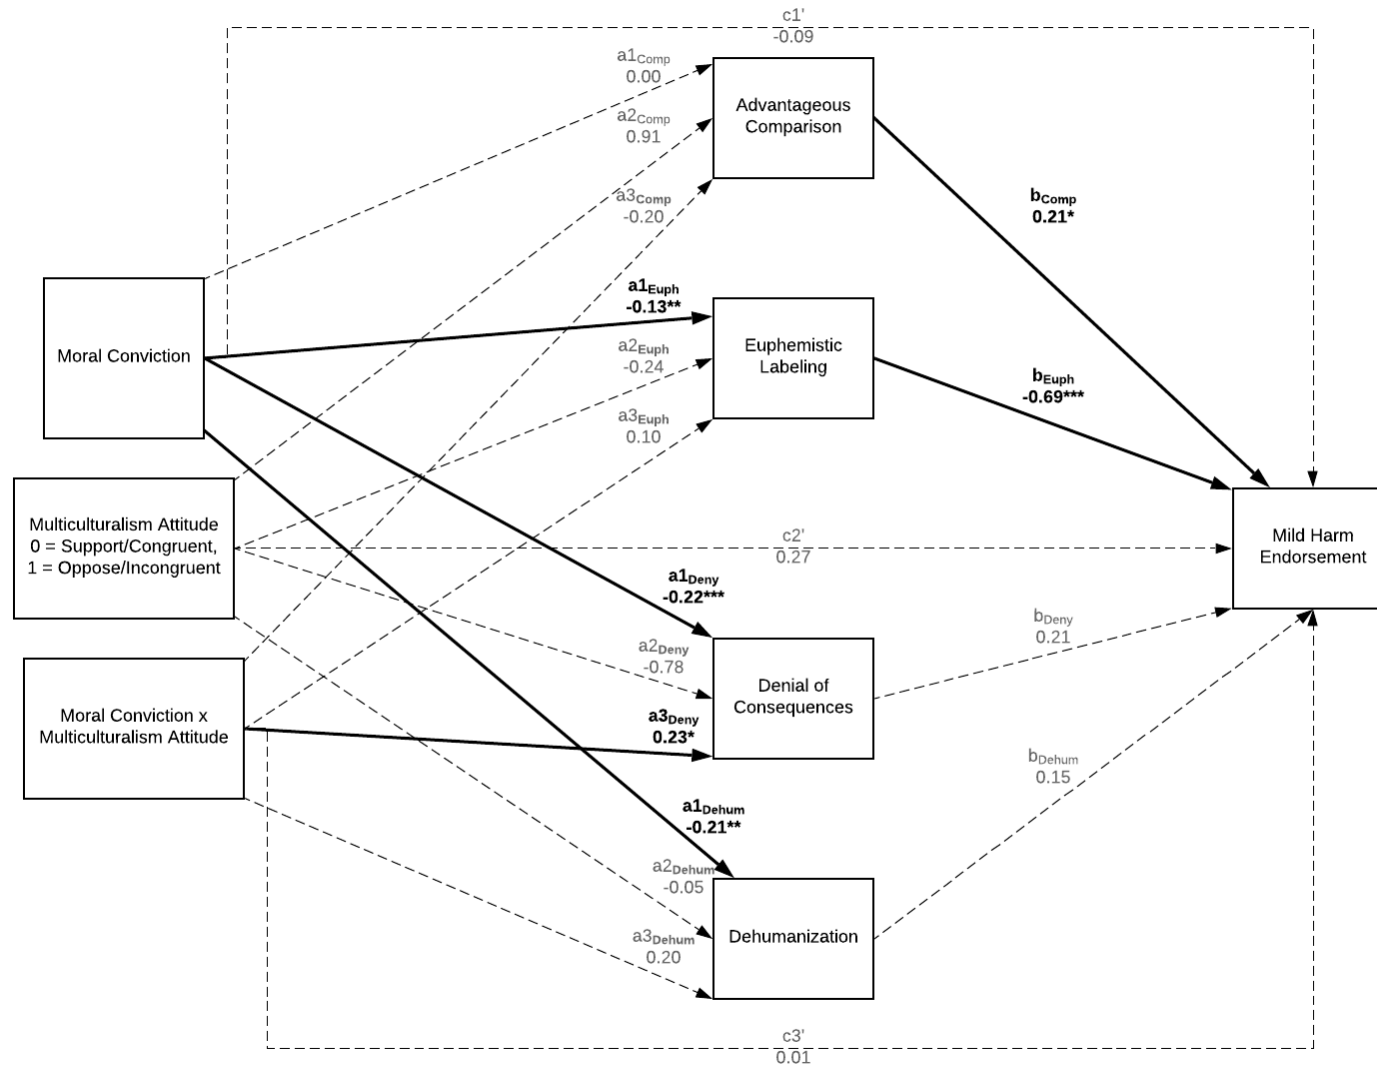 c1'
-0.09
a1Comp
0.00
a2Comp
0.91
a3Comp
-0.20
Advantageous
Comparison
bComp
0.21*
Moral Conviction
a1Euph
-0.13**
a2Euph
-0.24
a3Euph
0.10
Euphemistic
Labeling
bEuph
-0.69***
Multiculturalism Attitude
0 = Support/Congruent,
1 = Oppose/Incongruent
c2'
0.27
Mild Harm
Endorsement
a1Deny
-0.22***
a2Deny
-0.78
a3Deny
0.23*
Denial of
Consequences
bDeny
0.21
Moral Conviction x
Multiculturalism Attitude
a1Dehum
-0.21**
a2Dehum
-0.05
a3Dehum
0.20
Dehumanization
bDehum
0.15
c3'
0.01